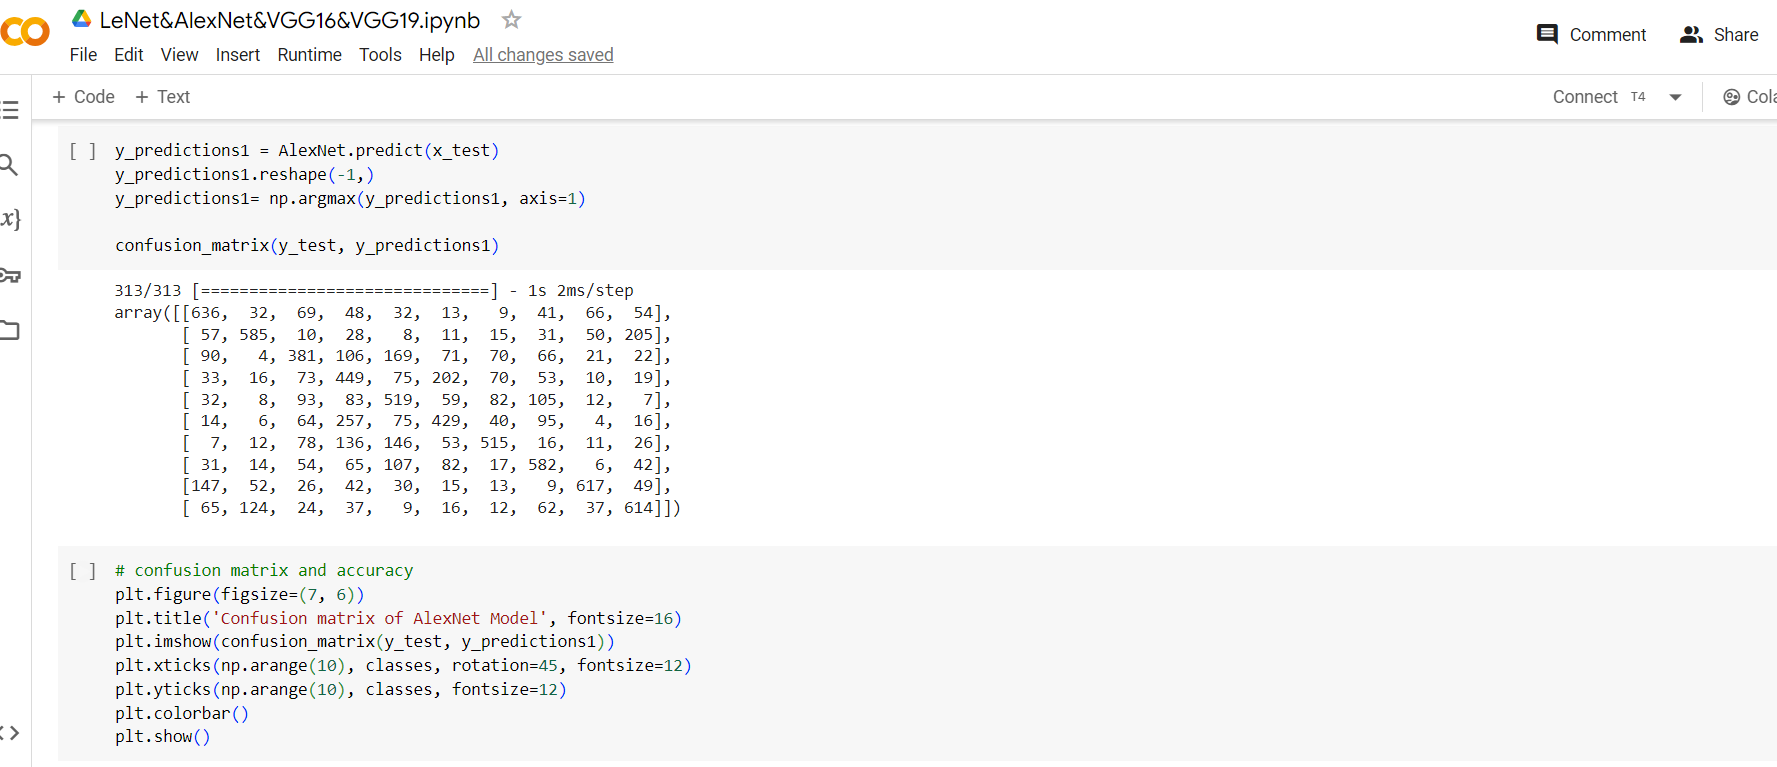 LeNet&AlexNet&VGG16&VGG19.ipynb
File Edit View Insert Runtime Tools Help All changes saved
Comment Share
+ Code + Text
Connect T4
Cola
{x}
[ ] y_predictions1 = AlexNet.predict(x_test)
y_predictions1.reshape(-1,)
y_predictions1= np.argmax(y_predictions1, axis=1)
confusion_matrix(y_test, y_predictions1)
313/313 [==============================] - 1s 2ms/step
array([[636, 32, 69, 48, 32, 13, 9, 41, 66, 54],
[ 57, 585, 10, 28, 8, 11, 15, 31, 50, 205],
[ 90, 4, 381, 106, 169, 71, 70, 66, 21, 22],
[ 33, 16, 73, 449, 75, 202, 70, 53, 10, 19],
[ 32, 8, 93, 83, 519, 59, 82, 105, 12, 7],
[ 14, 6, 64, 257, 75, 429, 40, 95, 4, 16],
[ 7, 12, 78, 136, 146, 53, 515, 16, 11, 26],
[ 31, 14, 54, 65, 107, 82, 17, 582, 6, 42],
[147, 52, 26, 42, 30, 15, 13, 9, 617, 49],
[ 65, 124, 24, 37, 9, 16, 12, 62, 37, 614]])
[ ] # confusion matrix and accuracy
plt.figure(figsize=(7, 6))
plt.title('Confusion matrix of AlexNet Model', fontsize=16)
plt.imshow(confusion_matrix(y_test, y_predictions1))
plt.xticks(np.arange(10), classes, rotation=45, fontsize=12)
plt.yticks(np.arange(10), classes, fontsize=12)
plt.colorbar()
plt.show()